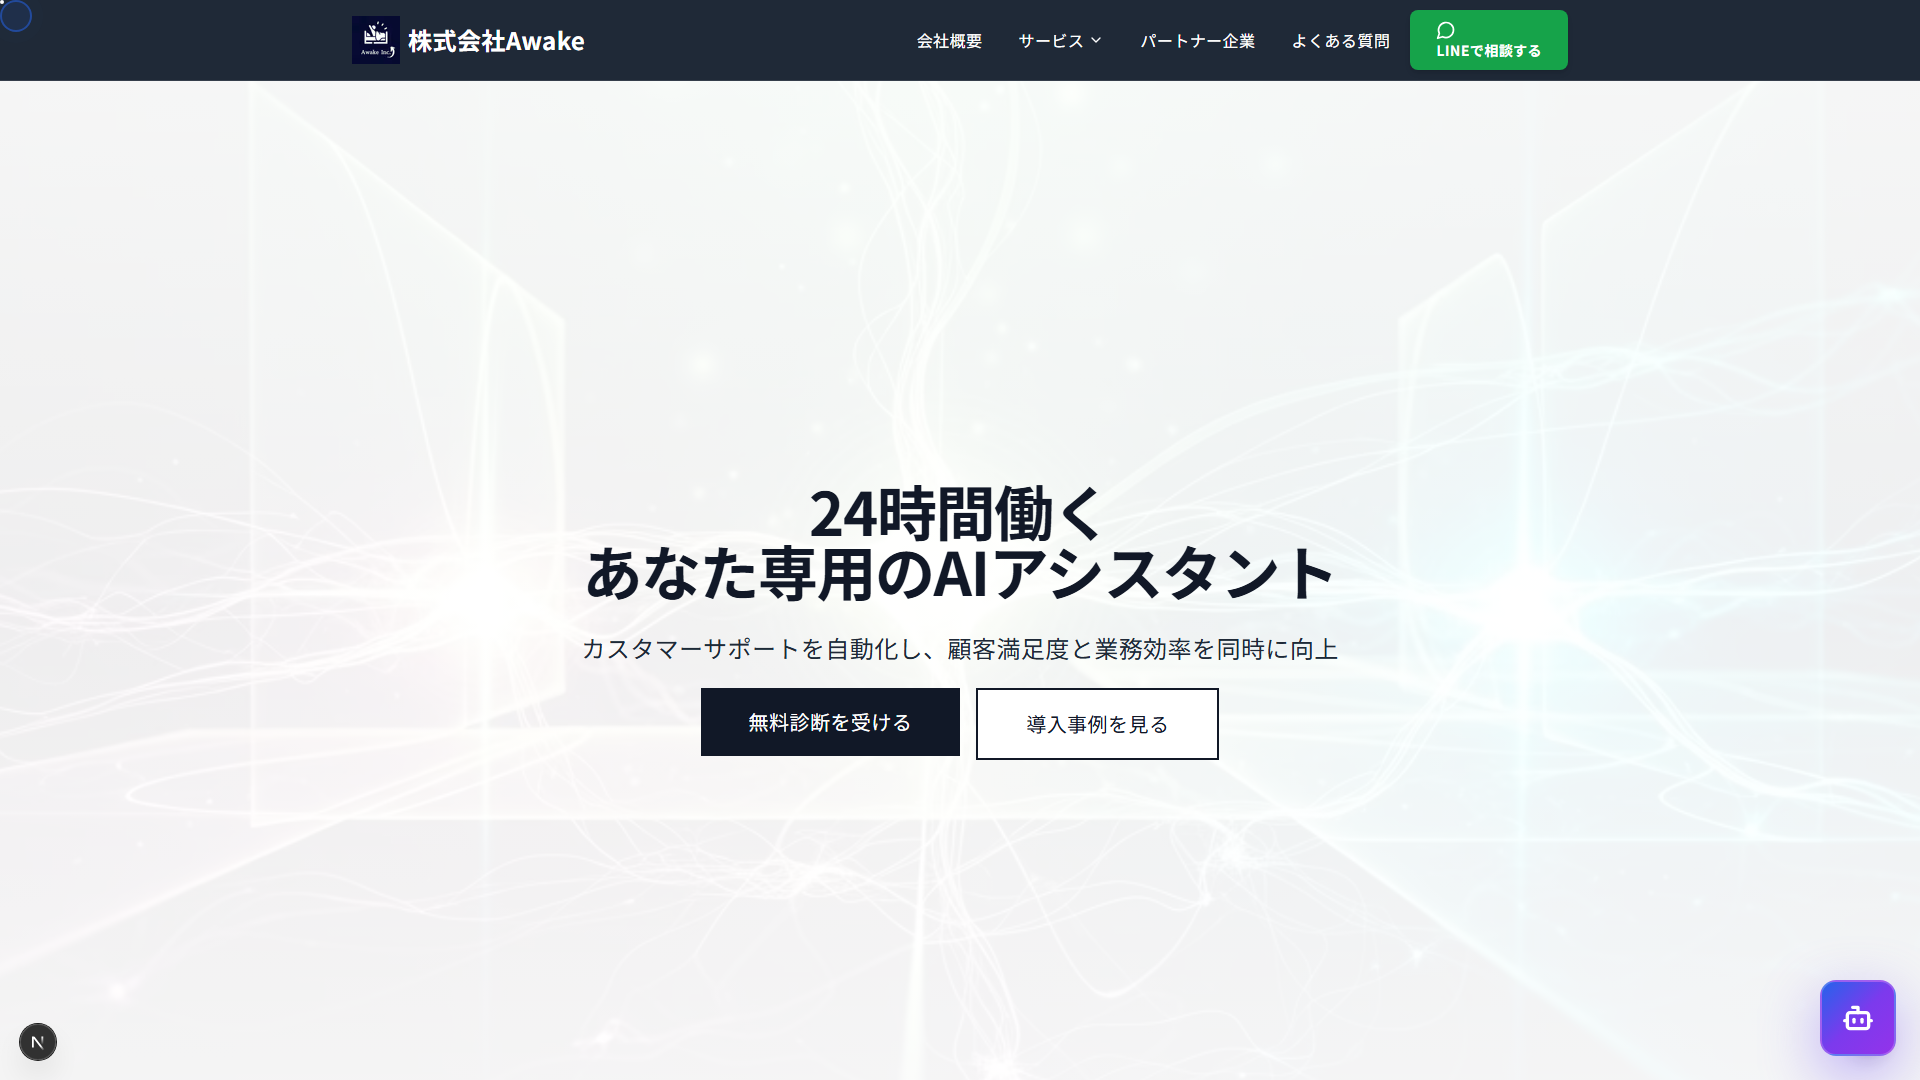 Awake Inc.
株式会社Awake
会社概要
サービス
パートナー企業
よくある質問
LINEで相談する
24時間働く
あなた専用のAIアシスタント
カスタマーサポートを自動化し、顧客満足度と業務効率を同時に向上
無料診断を受ける
導入事例を見る
N